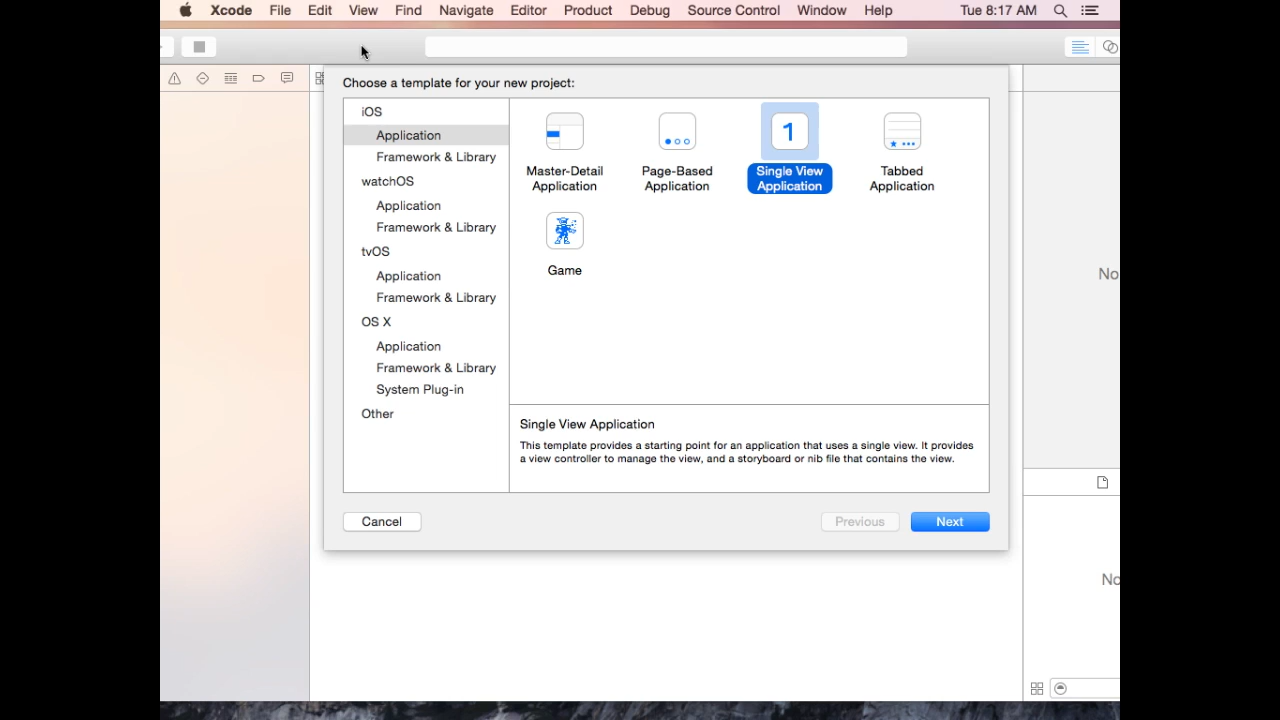 Xcode File Edit View Find Navigate Editor Product Debug Source Control Window Help Tue 8:17 AM
Choose a template for your new project:
iOS
Application
Framework & Library
watchOS
Application
Framework & Library
tvOS
Application
Framework & Library
OS X
Application
Framework & Library
System Plug-in
Other
Master-Detail
Application
Page-Based
Application
1
Single View
Application
Tabbed
Application
Game
Single View Application
This template provides a starting point for an application that uses a single view. It provides
a view controller to manage the view, and a storyboard or nib file that contains the view.
Cancel
Previous
Next
No
No